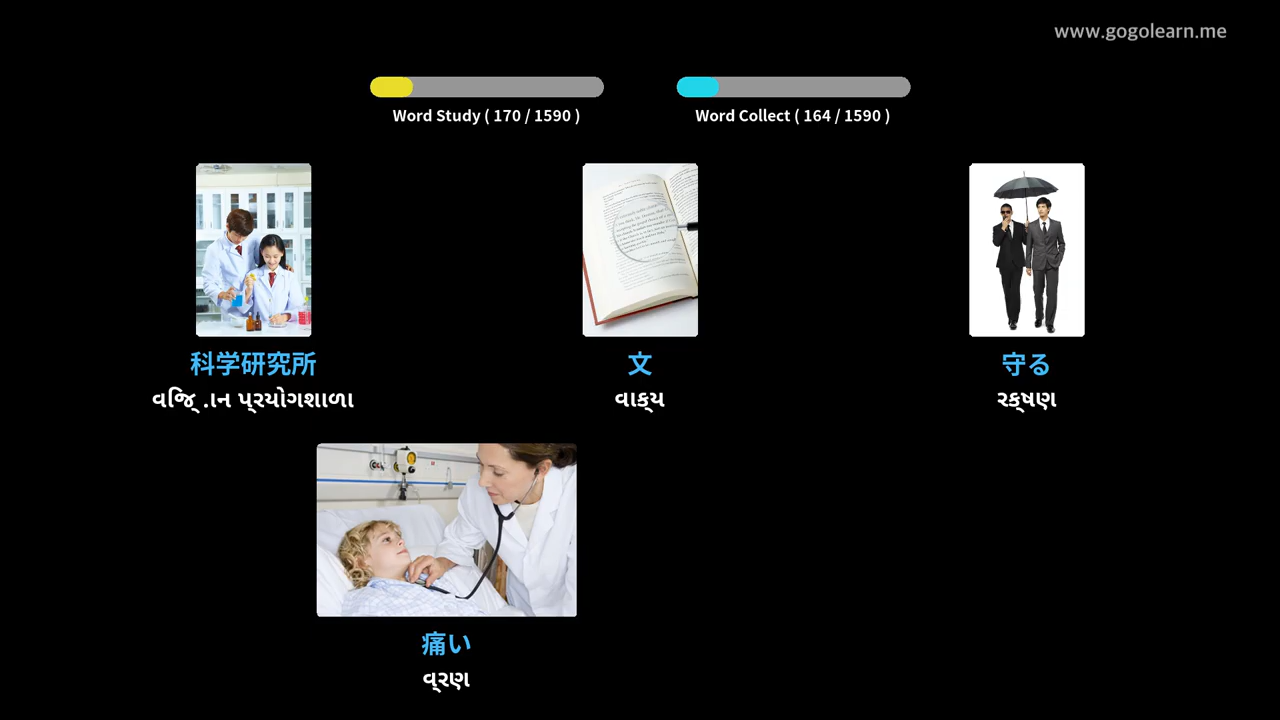 www.gogolearn.me
Word Study ( 170 / 1590 )
Word Collect ( 164 / 1590 )
科学研究所
વજ્િ .ાન પ્રયોગશાળા
文
વાક્ય
守る
રક્ષણ
痛い
વ્રણ